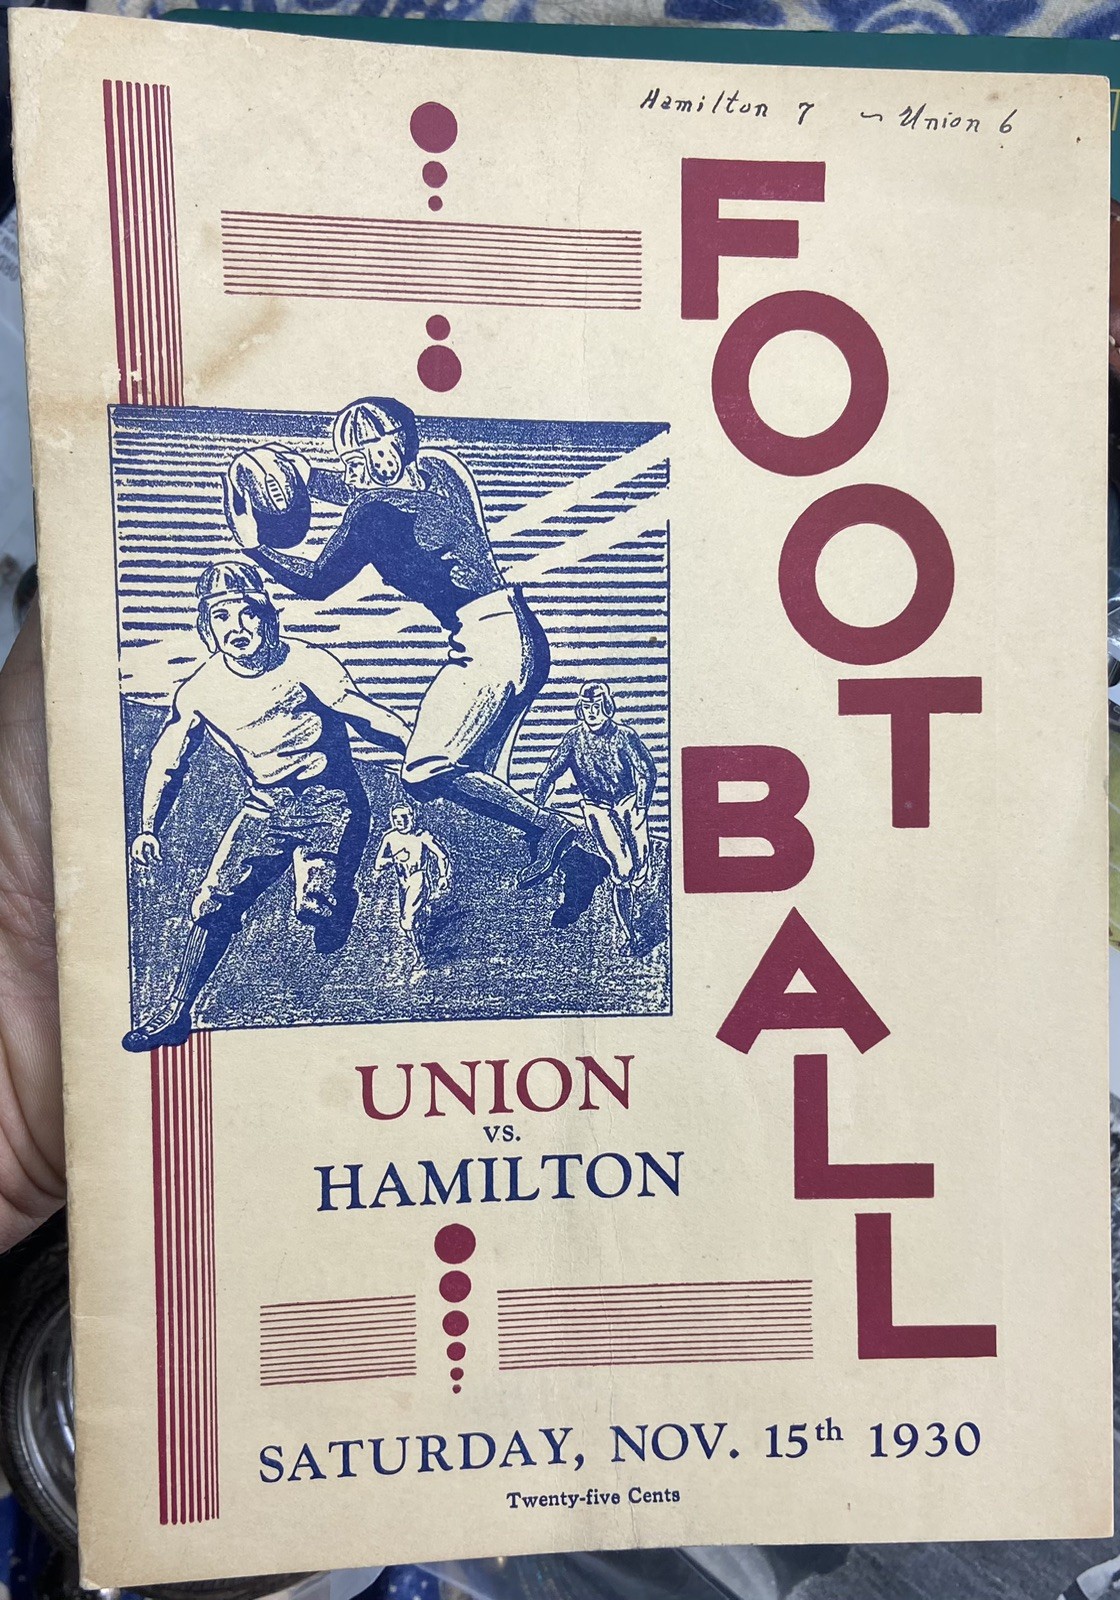 Hamilton 7 ~ Union 6
FOOTBALL
UNION
VS.
HAMILTON
SATURDAY, NOV. 15th 1930
Twenty-five Cents